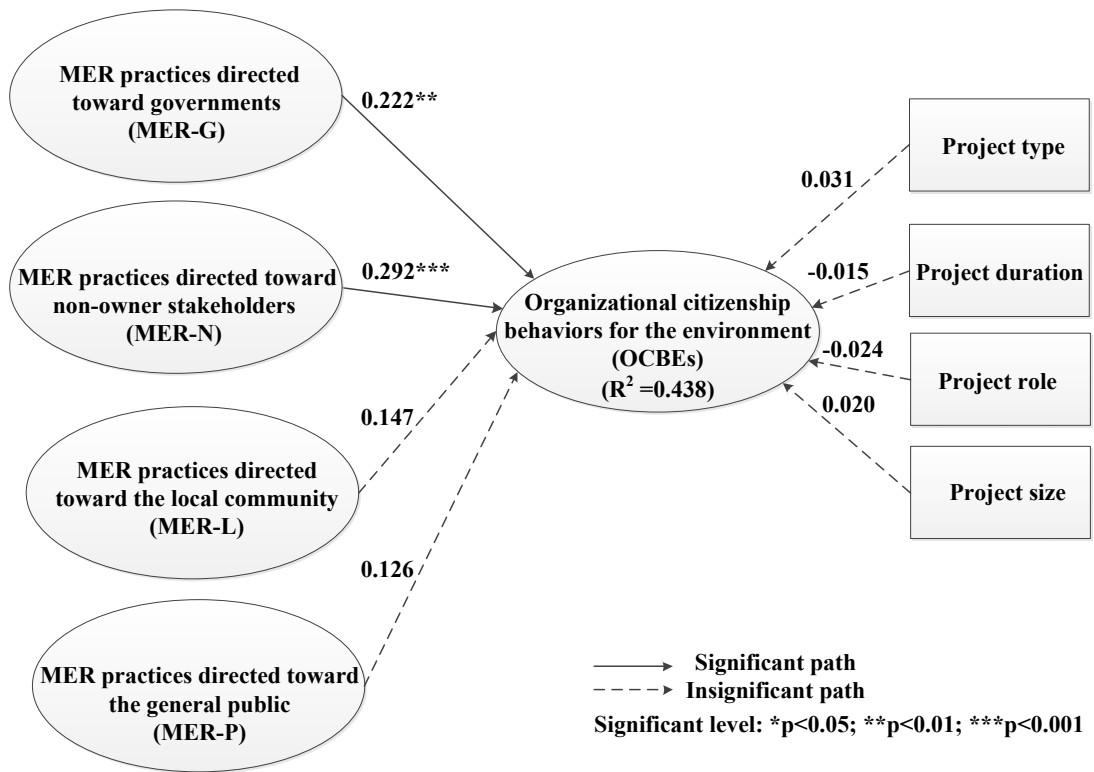 MER practices directed
toward governments
(MER-G)
0.222**
MER practices directed toward
non-owner stakeholders
(MER-N)
0.292***
MER practices directed
toward the local community
(MER-L)
0.147
MER practices directed toward
the general public
(MER-P)
0.126
Organizational citizenship
behaviors for the environment
(OCBEs)
(R² =0.438)
Project type
0.031
Project duration
-0.015
Project role
-0.024
Project size
0.020
Significant path
Insignificant path
Significant level: *p<0.05; **p<0.01; ***p<0.001